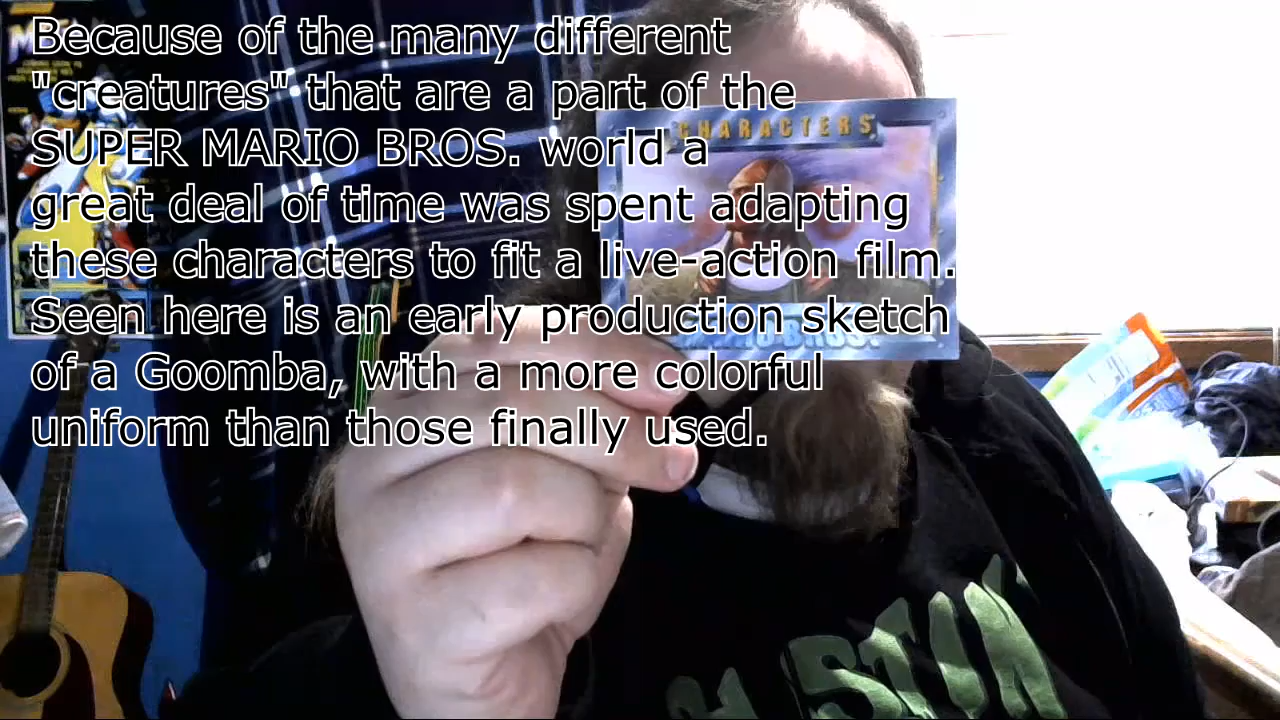 Because of the many different
"creatures" that are a part of the
SUPER MARIO BROS. world a
great deal of time was spent adapting
these characters to fit a live-action film.
Seen here is an early production sketch
of a Goomba, with a more colorful
uniform than those finally used.
CHARACTERS
MARIO BROS.